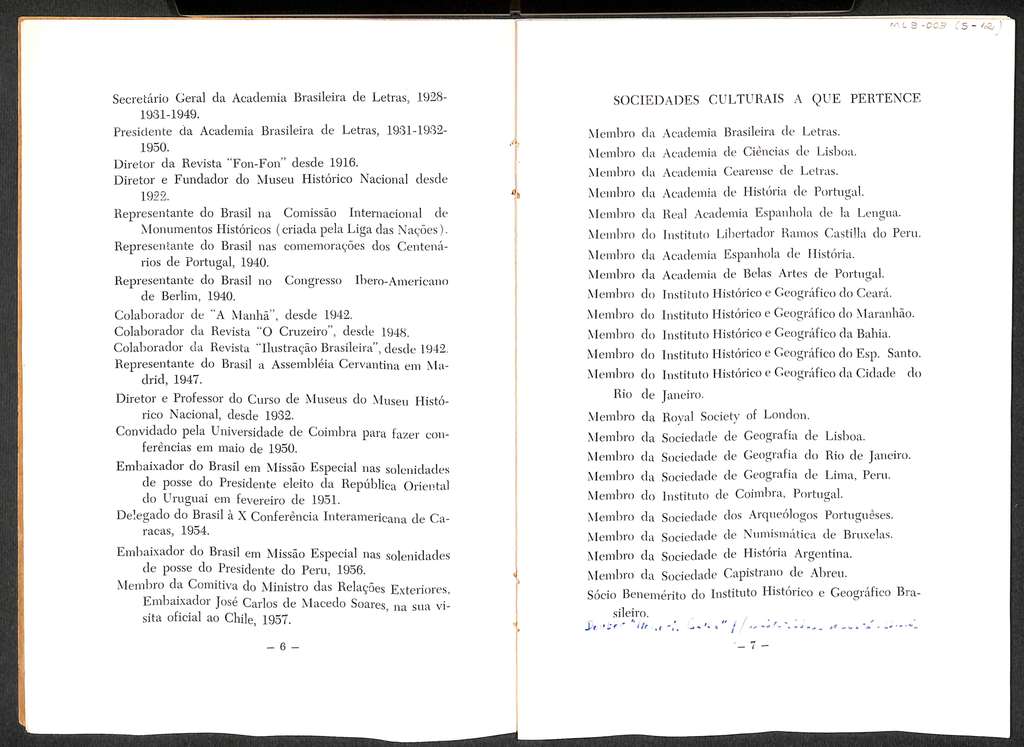 MLB-003 (5-12)
Secretário Geral da Academia Brasileira de Letras, 1928-
1931-1949.
Presidente da Academia Brasileira de Letras, 1931-1932-
1950.
Diretor da Revista "Fon-Fon" desde 1916.
Diretor e Fundador do Museu Histórico Nacional desde
1922.
Representante do Brasil na Comissão Internacional de
Monumentos Históricos (criada pela Liga das Nações).
Representante do Brasil nas comemorações dos Centená-
rios de Portugal, 1940.
Representante do Brasil no Congresso Ibero-Americano
de Berlim, 1940.
Colaborador de "A Manhã", desde 1942.
Colaborador da Revista "O Cruzeiro", desde 1948.
Colaborador da Revista "Ilustração Brasileira", desde 1942.
Representante do Brasil a Assembléia Cervantina em Ma-
drid, 1947.
Diretor e Professor do Curso de Museus do Museu Histó-
rico Nacional, desde 1932.
Convidado pela Universidade de Coimbra para fazer con-
ferências em maio de 1950.
Embaixador do Brasil em Missão Especial nas solenidades
de posse do Presidente eleito da República Oriental
do Uruguai em fevereiro de 1951.
Delegado do Brasil à X Conferência Interamericana de Ca-
racas, 1954.
Embaixador do Brasil em Missão Especial nas solenidades
de posse do Presidente do Peru, 1956.
Membro da Comitiva do Ministro das Relações Exteriores,
Embaixador José Carlos de Macedo Soares, na sua vi-
sita oficial ao Chile, 1957.
— 6 —
SOCIEDADES CULTURAIS A QUE PERTENCE
Membro da Academia Brasileira de Letras.
Membro da Academia de Ciências de Lisboa.
Membro da Academia Cearense de Letras.
Membro da Academia de História de Portugal.
Membro da Real Academia Espanhola de la Lengua.
Membro do Instituto Libertador Ramos Castilla do Peru.
Membro da Academia Espanhola de História.
Membro da Academia de Belas Artes de Portugal.
Membro do Instituto Histórico e Geográfico do Ceará.
Membro do Instituto Histórico e Geográfico do Maranhão.
Membro do Instituto Histórico e Geográfico da Bahia.
Membro do Instituto Histórico e Geográfico do Esp. Santo.
Membro do Instituto Histórico e Geográfico da Cidade do
Rio de Janeiro.
Membro da Royal Society of London.
Membro da Sociedade de Geografia de Lisboa.
Membro da Sociedade de Geografia do Rio de Janeiro.
Membro da Sociedade de Geografia de Lima, Peru.
Membro do Instituto de Coimbra, Portugal.
Membro da Sociedade dos Arqueólogos Portuguêses.
Membro da Sociedade de Numismática de Bruxelas.
Membro da Sociedade de História Argentina.
Membro da Sociedade Capistrano de Abreu.
Sócio Benemérito do Instituto Histórico e Geográfico Bra-
sileiro.
— 7 —